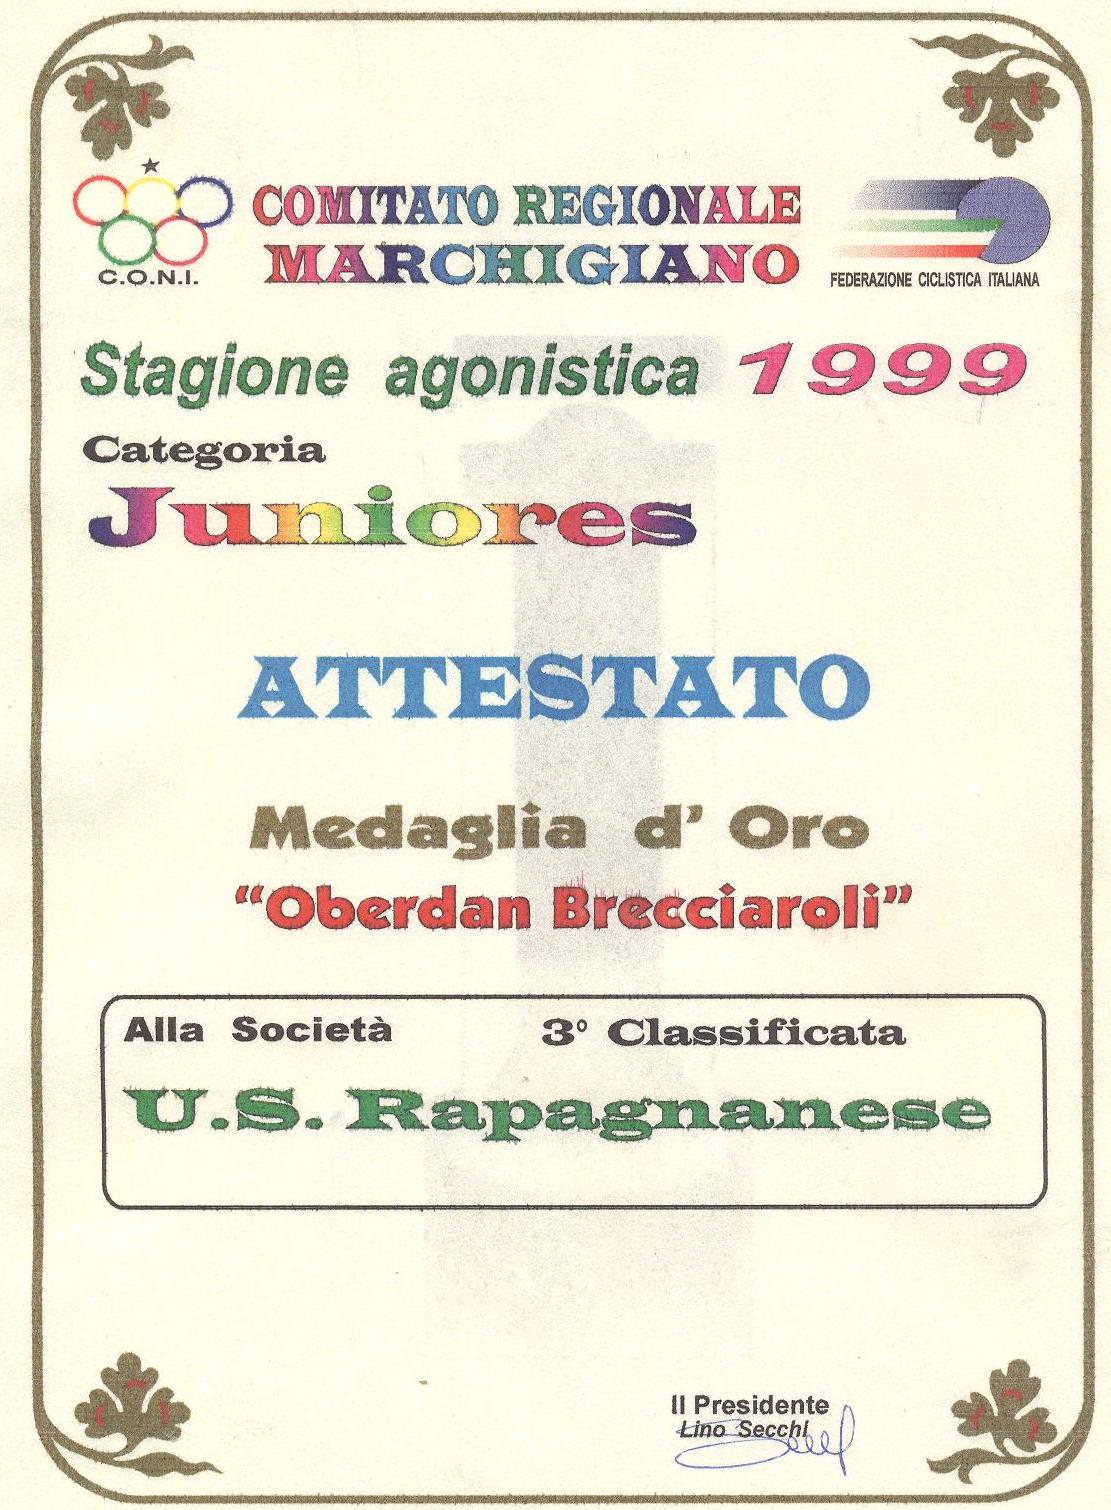 COMITATO REGIONALE
MARCHIGIANO
C.O.N.I.
FEDERAZIONE CICLISTICA ITALIANA
Stagione agonistica 1999
Categoria
Juniores
ATTESTATO
Medaglia d' Oro
“Oberdan Brecciaroli”
Alla Società 3° Classificata
U.S. Rapagnanese
Il Presidente
Lino Secchi